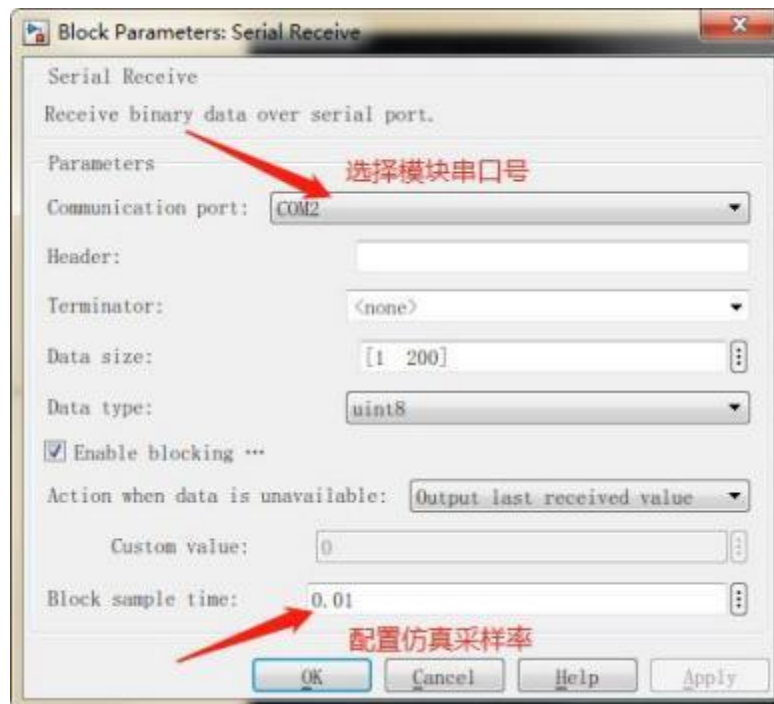 Block Parameters: Serial Receive
Serial Receive
Receive binary data over serial port.
Parameters
选择模块串口号
Communication port: COM2
Header:
Terminator: <none>
Data size: [1 200]
Data type: uint8
Enable blocking ...
Action when data is unavailable: Output last received value
Custom value: 0
Block sample time: 0.01
配置仿真采样率
OK Cancel Help Apply